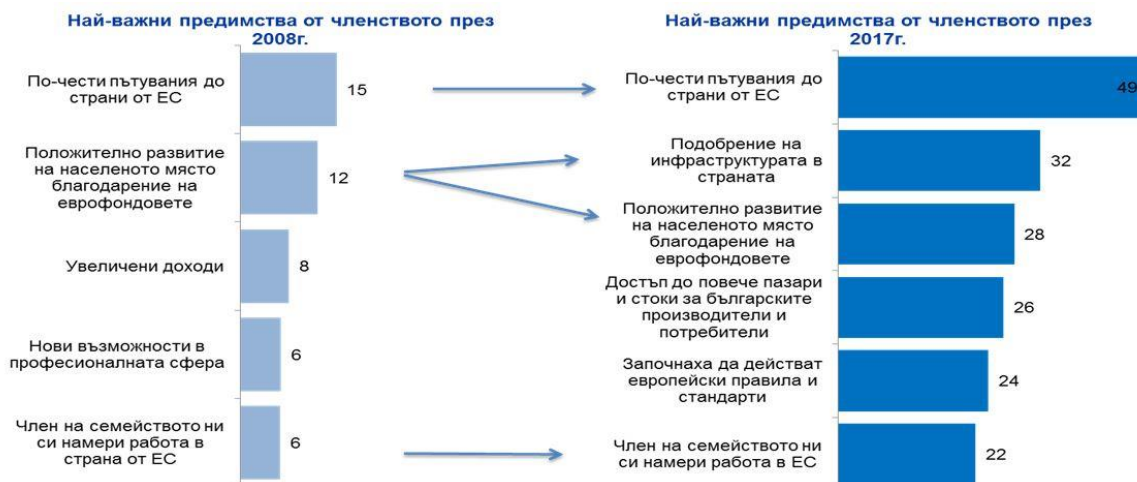 Най-важни предимства от членството през
2008г.
По-чести пътувания до
страни от ЕС
15
Положително развитие
на населеното място
благодарение на
еврофондовете
12
Увеличени доходи
8
Нови възможности в
професионалната сфера
6
Член на семейството ни
си намери работа в
страна от ЕС
6
Най-важни предимства от членството през
2017г.
По-чести пътувания до
страни от ЕС
49
Подобрение на
инфраструктурата в
страната
32
Положително развитие
на населеното място
благодарение на
еврофондовете
28
Достъп до повече пазари
и стоки за българските
производители и
потребители
26
Започнаха да действат
европейски правила и
стандарти
24
Член на семейството ни
си намери работа в ЕС
22